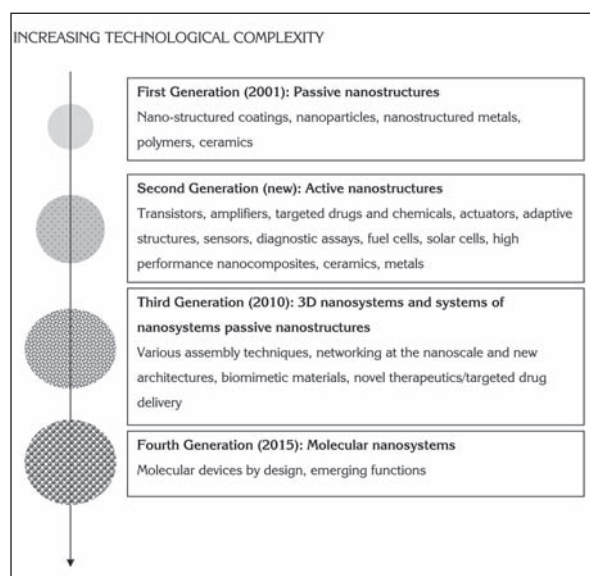 INCREASING TECHNOLOGICAL COMPLEXITY
First Generation (2001): Passive nanostructures
Nano-structured coatings, nanoparticles, nanostructured metals,
polymers, ceramics
Second Generation (new): Active nanostructures
Transistors, amplifiers, targeted drugs and chemicals, actuators, adaptive
structures, sensors, diagnostic assays, fuel cells, solar cells, high
performance nanocomposites, ceramics, metals
Third Generation (2010): 3D nanosystems and systems of
nanosystems passive nanostructures
Various assembly techniques, networking at the nanoscale and new
architectures, biomimetic materials, novel therapeutics/targeted drug
delivery
Fourth Generation (2015): Molecular nanosystems
Molecular devices by design, emerging functions